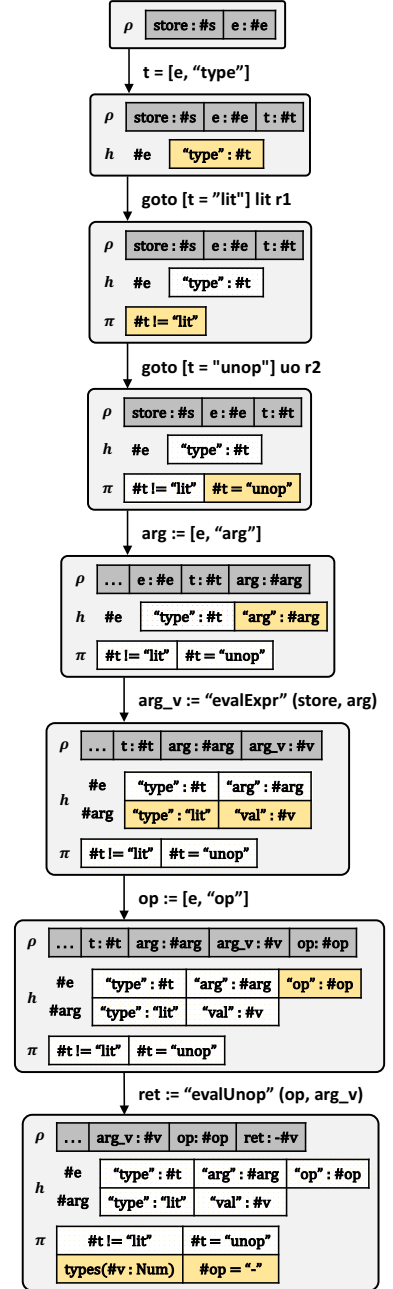 ρ store : #s e : #e
t = [e, “type”]
ρ store : #s e : #e t : #t
h #e “type” : #t
goto [t = ”lit"] lit r1
ρ store : #s e : #e t : #t
h #e “type” : #t
π #t != “lit”
goto [t = "unop"] uo r2
ρ store : #s e : #e t : #t
h #e “type” : #t
π #t != “lit” #t = “unop”
arg := [e, “arg”]
ρ ... e : #e t : #t arg : #arg
h #e “type” : #t “arg” : #arg
π #t != “lit” #t = “unop”
arg_v := “evalExpr” (store, arg)
ρ ... t : #t arg : #arg arg_v : #v
#e “type” : #t “arg” : #arg
h
#arg “type” : “lit” “val” : #v
π #t != “lit” #t = “unop”
op := [e, “op”]
ρ ... t : #t arg : #arg arg_v : #v op: #op
#e “type” : #t “arg” : #arg “op” : #op
h
#arg “type” : “lit” “val” : #v
π #t != “lit” #t = “unop”
ret := “evalUnop” (op, arg_v)
ρ ... arg_v : #v op: #op ret : -#v
#e “type” : #t “arg” : #arg “op” : #op
h
#arg “type” : “lit” “val” : #v
π #t != “lit” #t = “unop”
types(#v : Num) #op = “-”